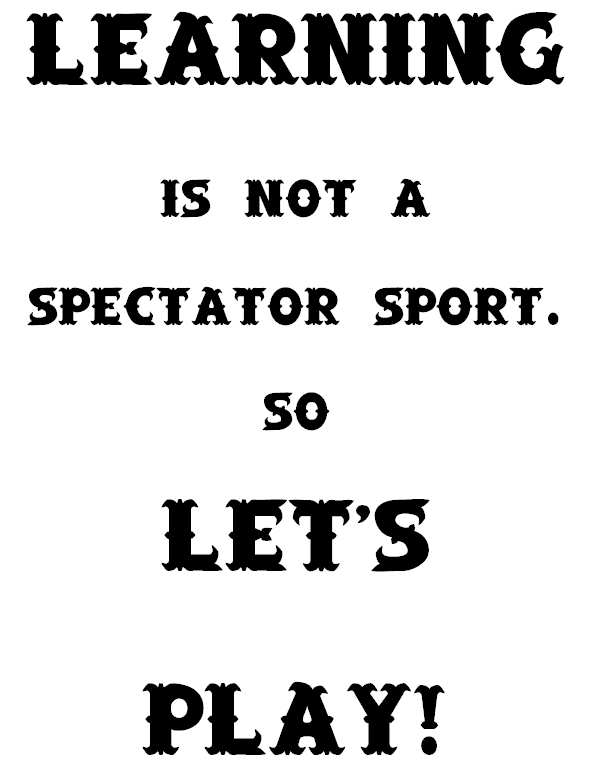 LEARNING
IS NOT A
SPECTATOR SPORT.
SO
LET'S
PLAY!